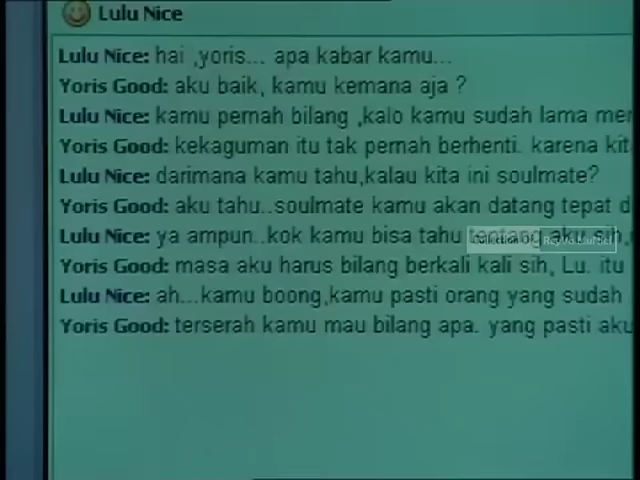 Lulu Nice
Lulu Nice: hai ,yoris... apa kabar kamu...
Yoris Good: aku baik, kamu kemana aja ?
Lulu Nice: kamu pernah bilang ,kalo kamu sudah lama
Yoris Good: kekaguman itu tak pernah berhenti. karena
Lulu Nice: darimana kamu tahu,kalau kita ini soulmate?
Yoris Good: aku tahu..soulmate kamu akan datang tepat
Lulu Nice: ya ampun..kok kamu bisa tahu tentang aku sih,
Collection Of
Yoris Good: masa aku harus bilang berkali kali sih, Lu. itu
Lulu Nice: ah...kamu boong,kamu pasti orang yang sudah
Yoris Good: terserah kamu mau bilang apa. yang pasti aku